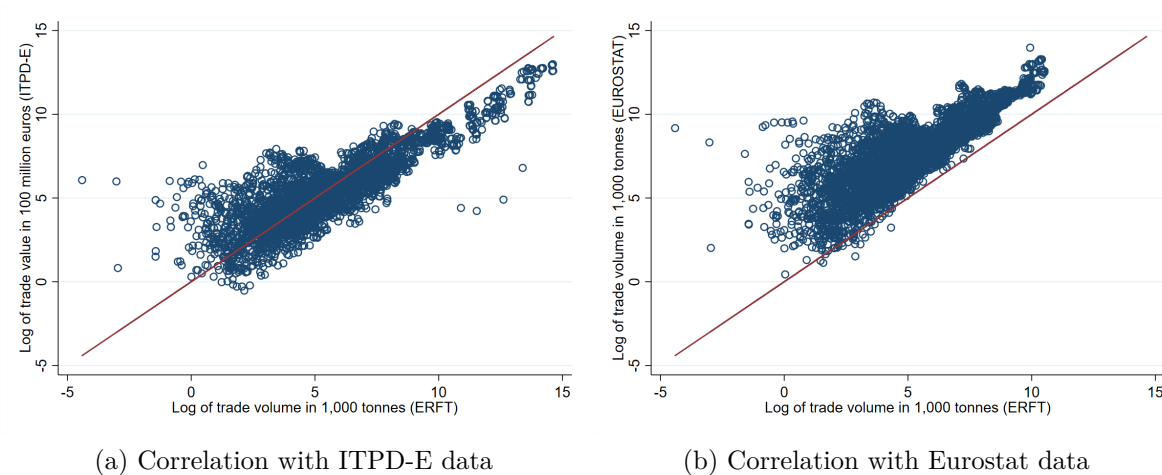 Log of trade value in 100 million euros (ITPD-E)
15
10
5
0
-5
-5 0 5 10 15
Log of trade volume in 1,000 tonnes (ERFT)
(a) Correlation with ITPD-E data
Log of trade volume in 1,000 tonnes (EUROSTAT)
15
10
5
0
-5
-5 0 5 10 15
Log of trade volume in 1,000 tonnes (ERFT)
(b) Correlation with Eurostat data